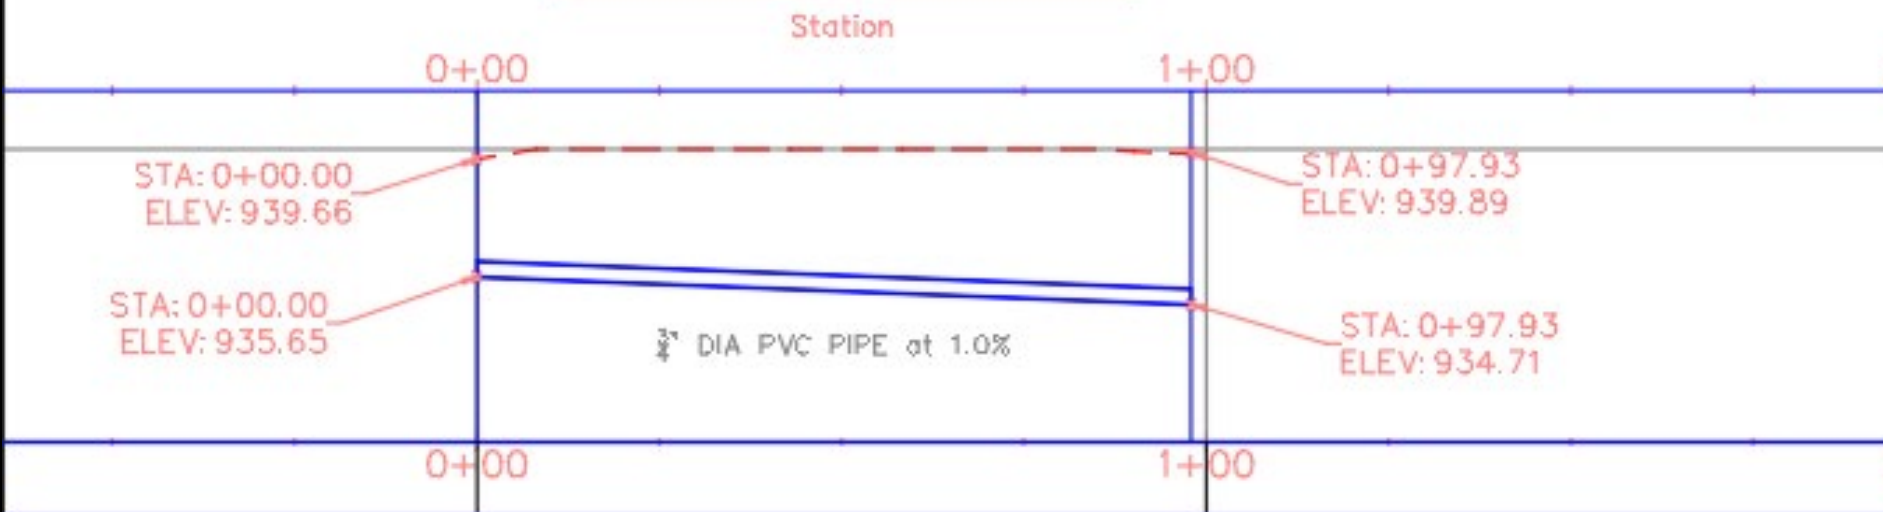 Station
0+00
1+00
STA: 0+00.00
ELEV: 939.66
STA: 0+97.93
ELEV: 939.89
STA: 0+00.00
ELEV: 935.65
3/4" DIA PVC PIPE at 1.0%
STA: 0+97.93
ELEV: 934.71
0+00
1+00